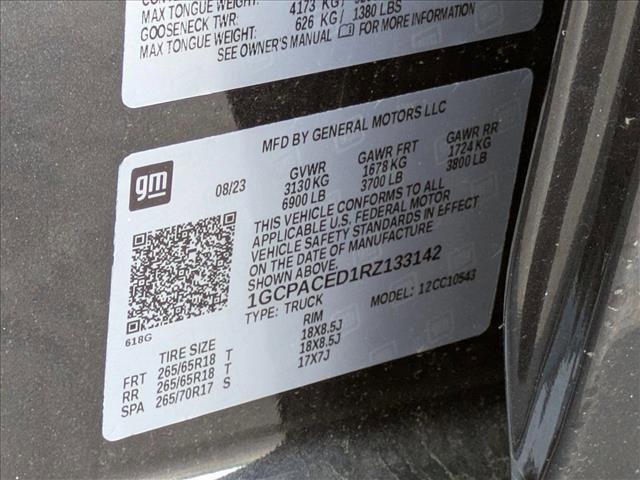 MAX TONGUE WEIGHT: 4173 KG
GOOSENECK TWR: 626 KG / 1380 LBS
MAX TONGUE WEIGHT:
SEE OWNER'S MANUAL FOR MORE INFORMATION
MFD BY GENERAL MOTORS LLC
gm
08/23
GVWR GAWR FRT GAWR RR
3130 KG 1678 KG 1724 KG
6900 LB 3700 LB 3800 LB
THIS VEHICLE CONFORMS TO ALL
APPLICABLE U.S. FEDERAL MOTOR
VEHICLE SAFETY STANDARDS IN EFFECT
ON THE DATE OF MANUFACTURE
SHOWN ABOVE.
1GCPACED1RZ133142
TYPE: TRUCK MODEL: 12CC10543
618G
TIRE SIZE RIM
FRT 265/65R18 T 18X8.5J
RR 265/65R18 T 18X8.5J
SPA 265/70R17 S 17X7J